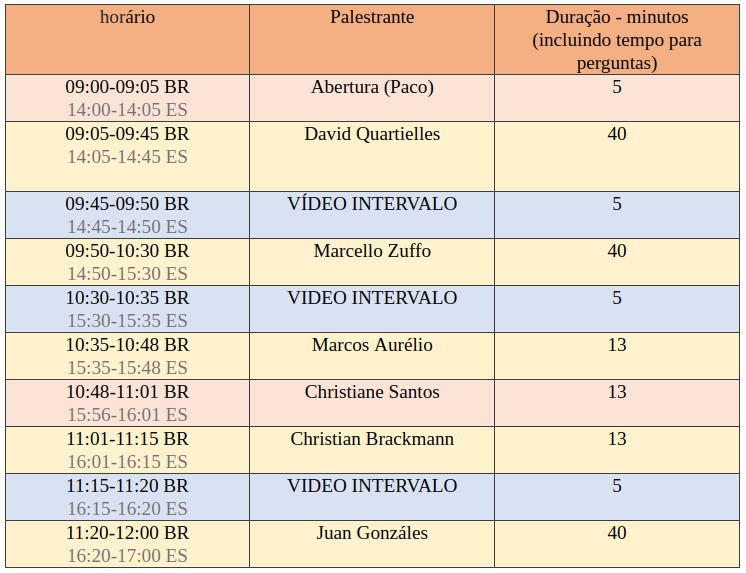 horário Palestrante Duração - minutos
(incluindo tempo para
perguntas)
09:00-09:05 BR Abertura (Paco) 5
14:00-14:05 ES
09:05-09:45 BR David Quartielles 40
14:05-14:45 ES
09:45-09:50 BR VÍDEO INTERVALO 5
14:45-14:50 ES
09:50-10:30 BR Marcello Zuffo 40
14:50-15:30 ES
10:30-10:35 BR VIDEO INTERVALO 5
15:30-15:35 ES
10:35-10:48 BR Marcos Aurélio 13
15:35-15:48 ES
10:48-11:01 BR Christiane Santos 13
15:56-16:01 ES
11:01-11:15 BR Christian Brackmann 13
16:01-16:15 ES
11:15-11:20 BR VIDEO INTERVALO 5
16:15-16:20 ES
11:20-12:00 BR Juan Gonzáles 40
16:20-17:00 ES